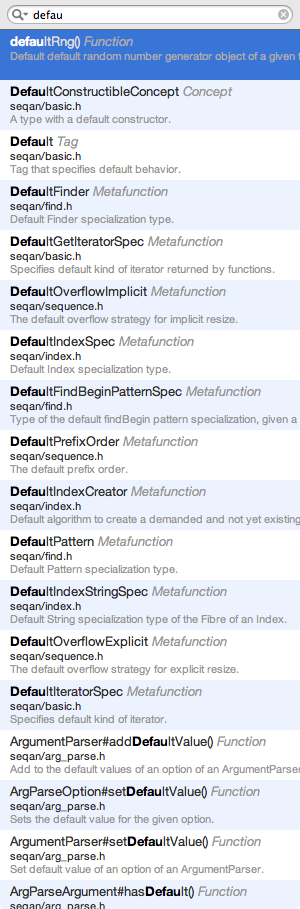 defau
defaultRng() Function
Default default random number generator object of a given
DefaultConstructibleConcept Concept
seqan/basic.h
A type with a default constructor.
Default Tag
seqan/basic.h
Tag that specifies default behavior.
DefaultFinder Metafunction
seqan/find.h
Default Finder specialization type.
DefaultGetIteratorSpec Metafunction
seqan/basic.h
Specifies default kind of iterator returned by functions.
DefaultOverflowImplicit Metafunction
seqan/sequence.h
The default overflow strategy for implicit resize.
DefaultIndexSpec Metafunction
seqan/index.h
Default Index specialization type.
DefaultFindBeginPatternSpec Metafunction
seqan/find.h
Type of the default findBegin pattern specialization, given a
DefaultPrefixOrder Metafunction
seqan/sequence.h
The default prefix order.
DefaultIndexCreator Metafunction
seqan/index.h
Default algorithm to create a demanded and not yet existing
DefaultPattern Metafunction
seqan/find.h
Default Pattern specialization type.
DefaultIndexStringSpec Metafunction
seqan/index.h
Default String specialization type of the Fibre of an Index.
DefaultOverflowExplicit Metafunction
seqan/sequence.h
The default overflow strategy for explicit resize.
DefaultIteratorSpec Metafunction
seqan/basic.h
Specifies default kind of iterator.
ArgumentParser#addDefaultValue() Function
seqan/arg_parse.h
Add to the default values of an option of an ArgumentParser
ArgParseOption#setDefaultValue() Function
seqan/arg_parse.h
Sets the default value for the given option.
ArgumentParser#setDefaultValue() Function
seqan/arg_parse.h
Set default value of an option of an ArgumentParser.
ArgParseArgument#hasDefault() Function
seqan/arg_parse.h